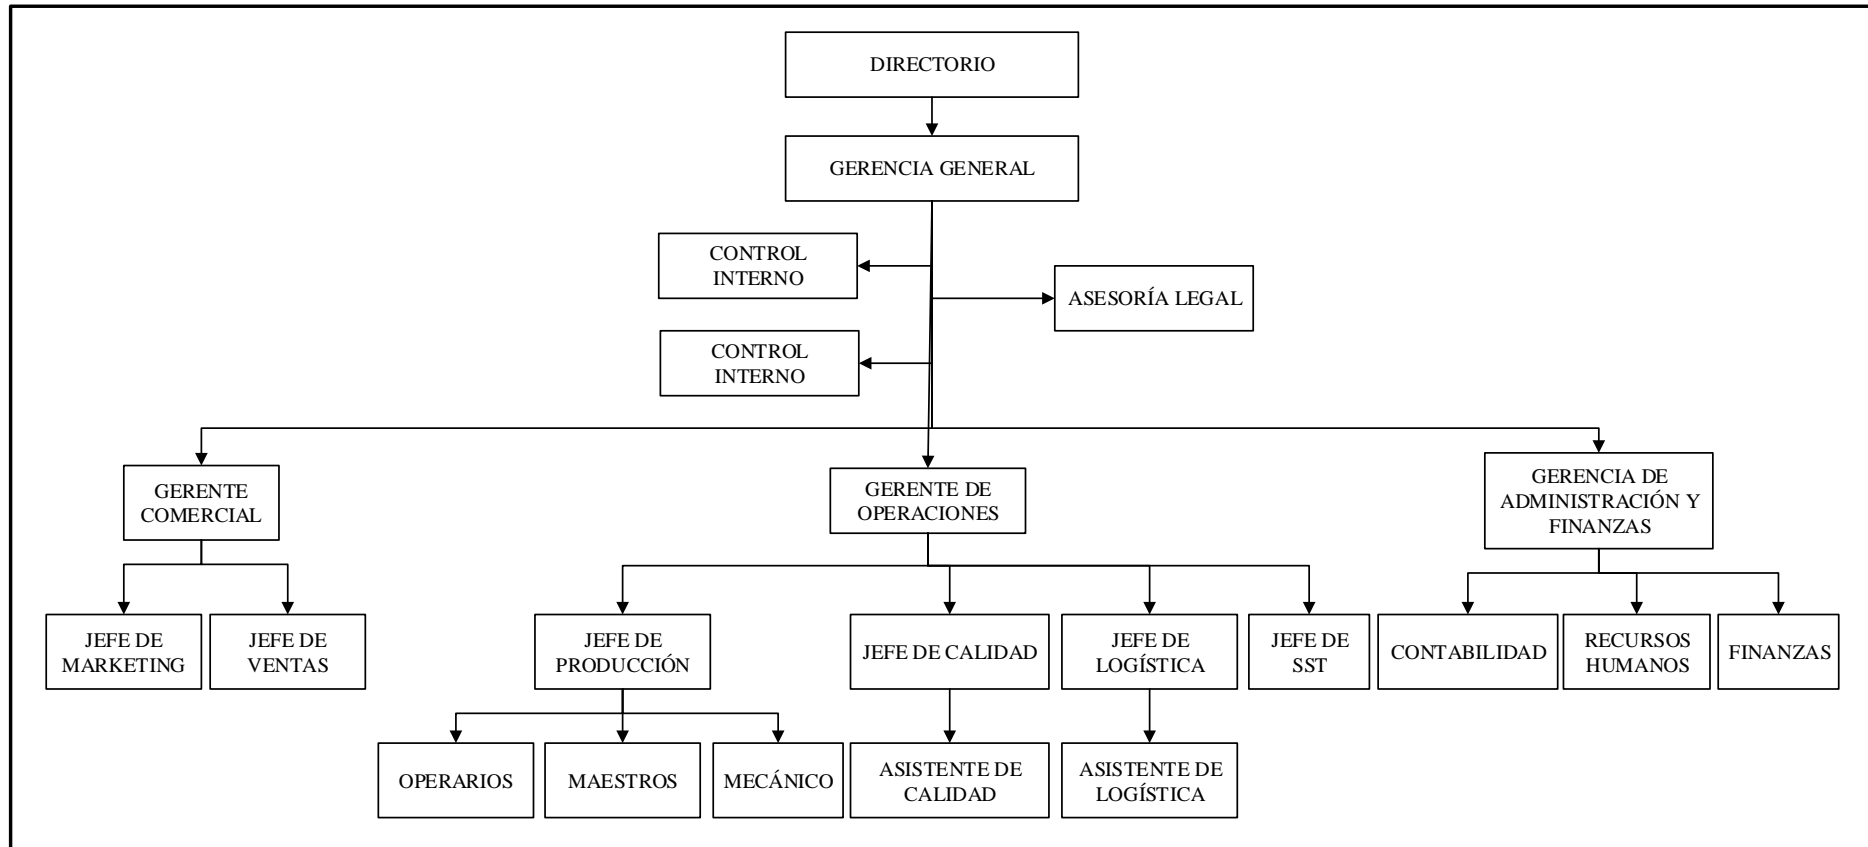 DIRECTORIO
GERENCIA GENERAL
CONTROL
INTERNO
ASESORÍA LEGAL
CONTROL
INTERNO
GERENTE
COMERCIAL
GERENTE DE
OPERACIONES
GERENCIA DE
ADMINISTRACIÓN Y
FINANZAS
JEFE DE
MARKETING
JEFE DE
VENTAS
JEFE DE
PRODUCCIÓN
JEFE DE CALIDAD
JEFE DE
LOGÍSTICA
JEFE DE
SST
CONTABILIDAD
RECURSOS
HUMANOS
FINANZAS
OPERARIOS
MAESTROS
MECÁNICO
ASISTENTE DE
CALIDAD
ASISTENTE DE
LOGÍSTICA